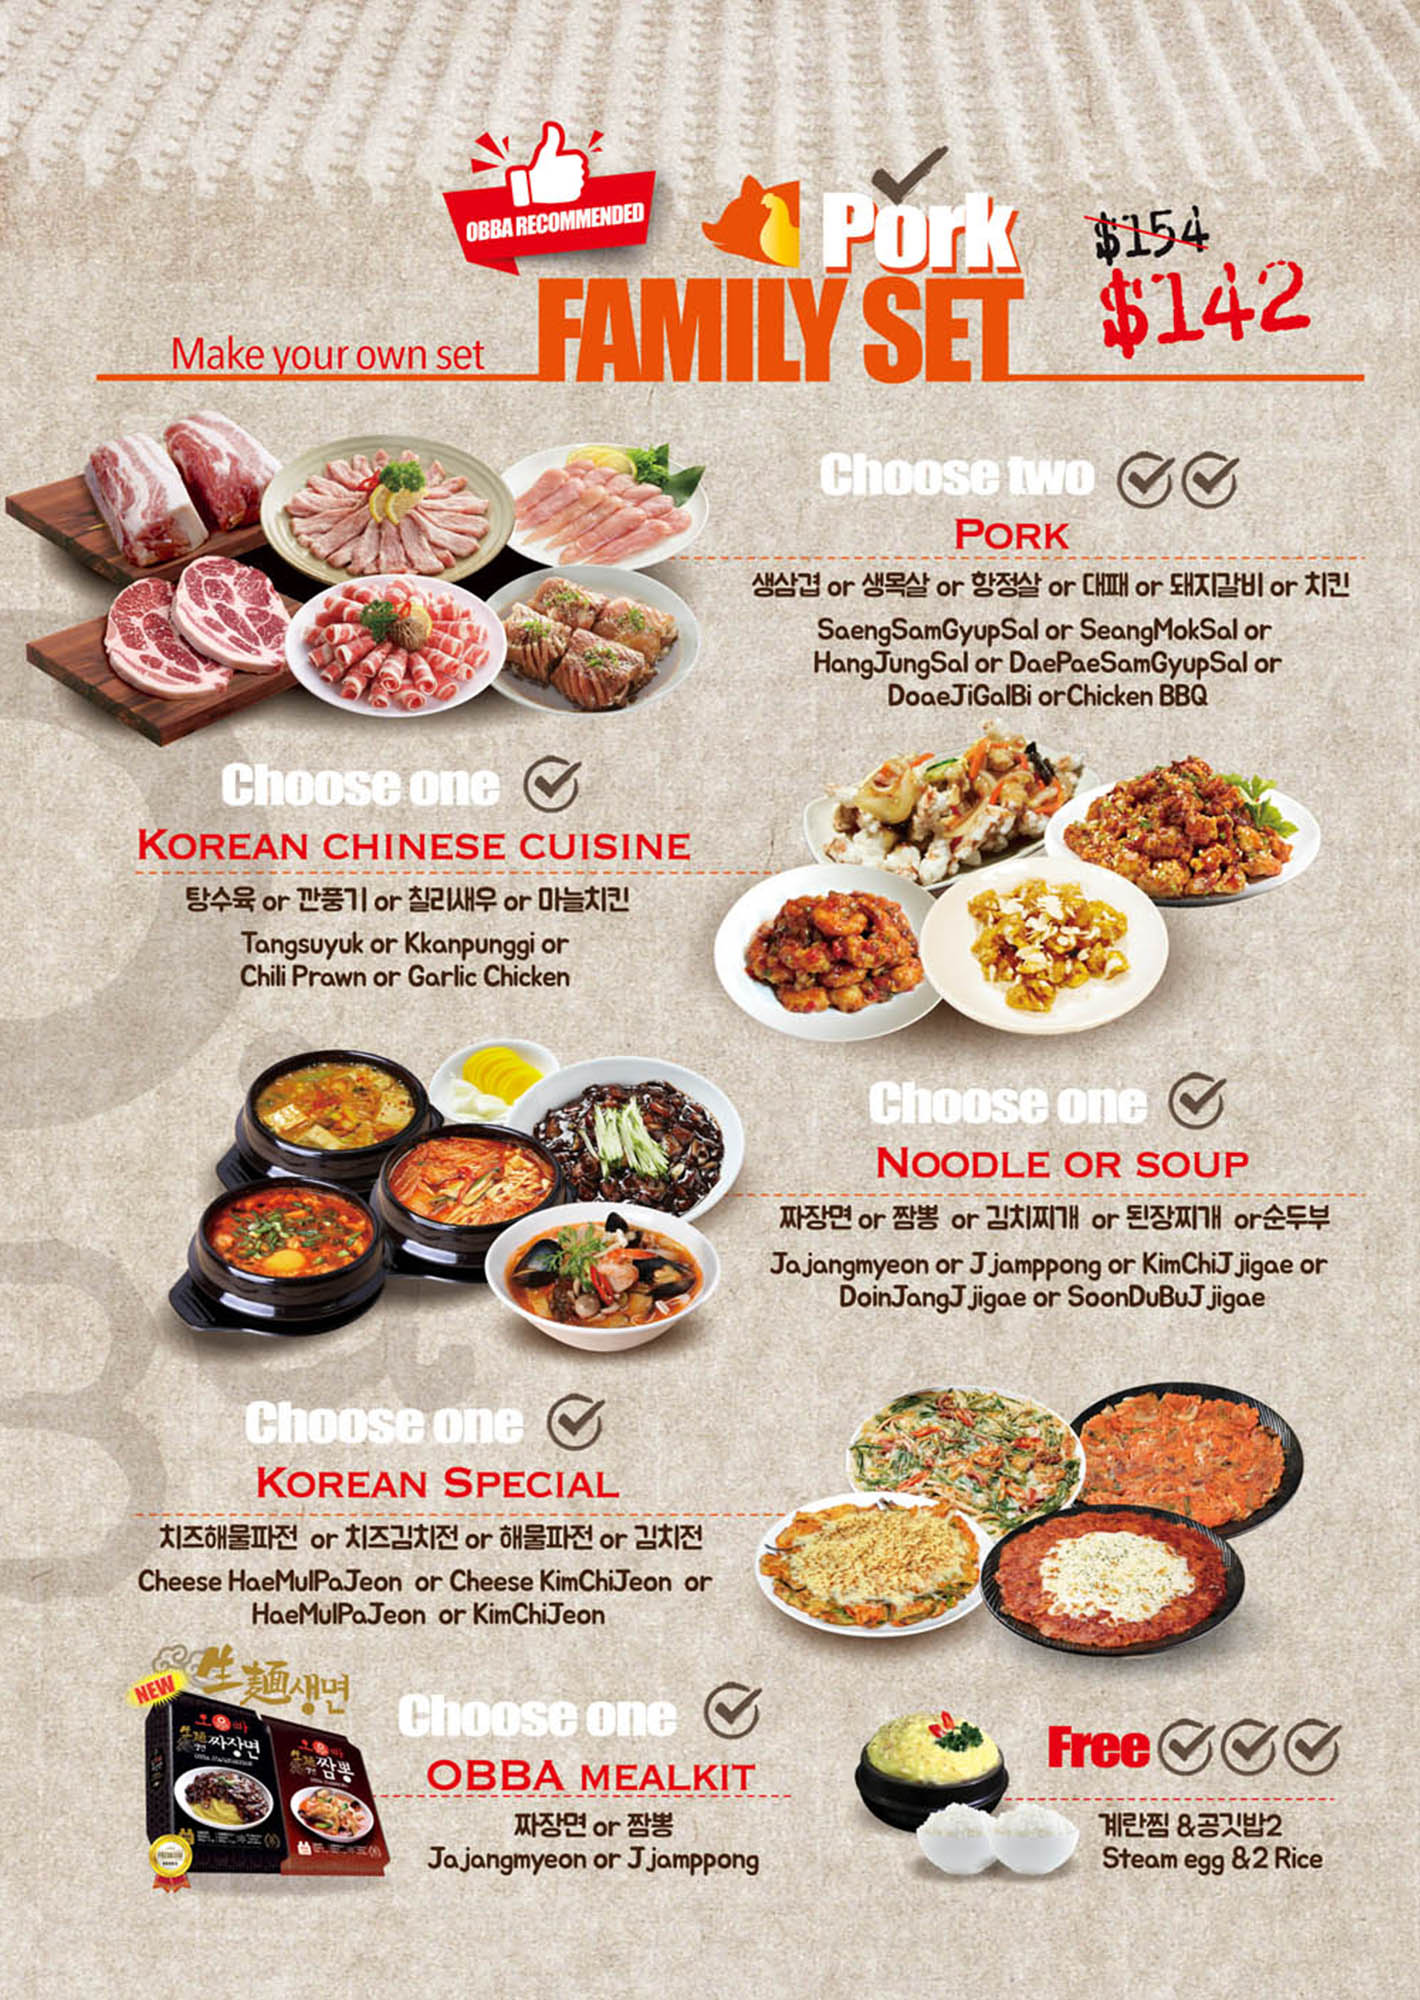 OBBA RECOMMENDED
Pork
$154
$142
Make your own set
FAMILY SET
Choose two
PORK
생삼겹 or 생목살 or 항정살 or 대패 or 돼지갈비 or 치킨
SaengSamGyupSal or SeangMokSal or
HangJungSal or DaePaeSamGyupSal or
DoaeJiGalBi orChicken BBQ
Choose one
KOREAN CHINESE CUISINE
탕수육 or 깐풍기 or 칠리새우 or 마늘치킨
Tangsuyuk or Kkanpunggi or
Chili Prawn or Garlic Chicken
Choose one
NOODLE OR SOUP
짜장면 or 짬뽕 or 김치찌개 or 된장찌개 or순두부
Jajangmyeon or Jjamppong or KimChiJjigae or
DoinJangJjigae or SoonDuBuJjigae
Choose one
KOREAN SPECIAL
치즈해물파전 or 치즈김치전 or 해물파전 or 김치전
Cheese HaeMulPaJeon or Cheese KimChiJeon or
HaeMulPaJeon or KimChiJeon
NEW
生麵생면
오빠
짜장면
오빠
짬뽕
PREMIUM
Choose one
OBBA MEALKIT
짜장면 or 짬뽕
Jajangmyeon or Jjamppong
Free
계란찜 &공깃밥2
Steam egg &2 Rice